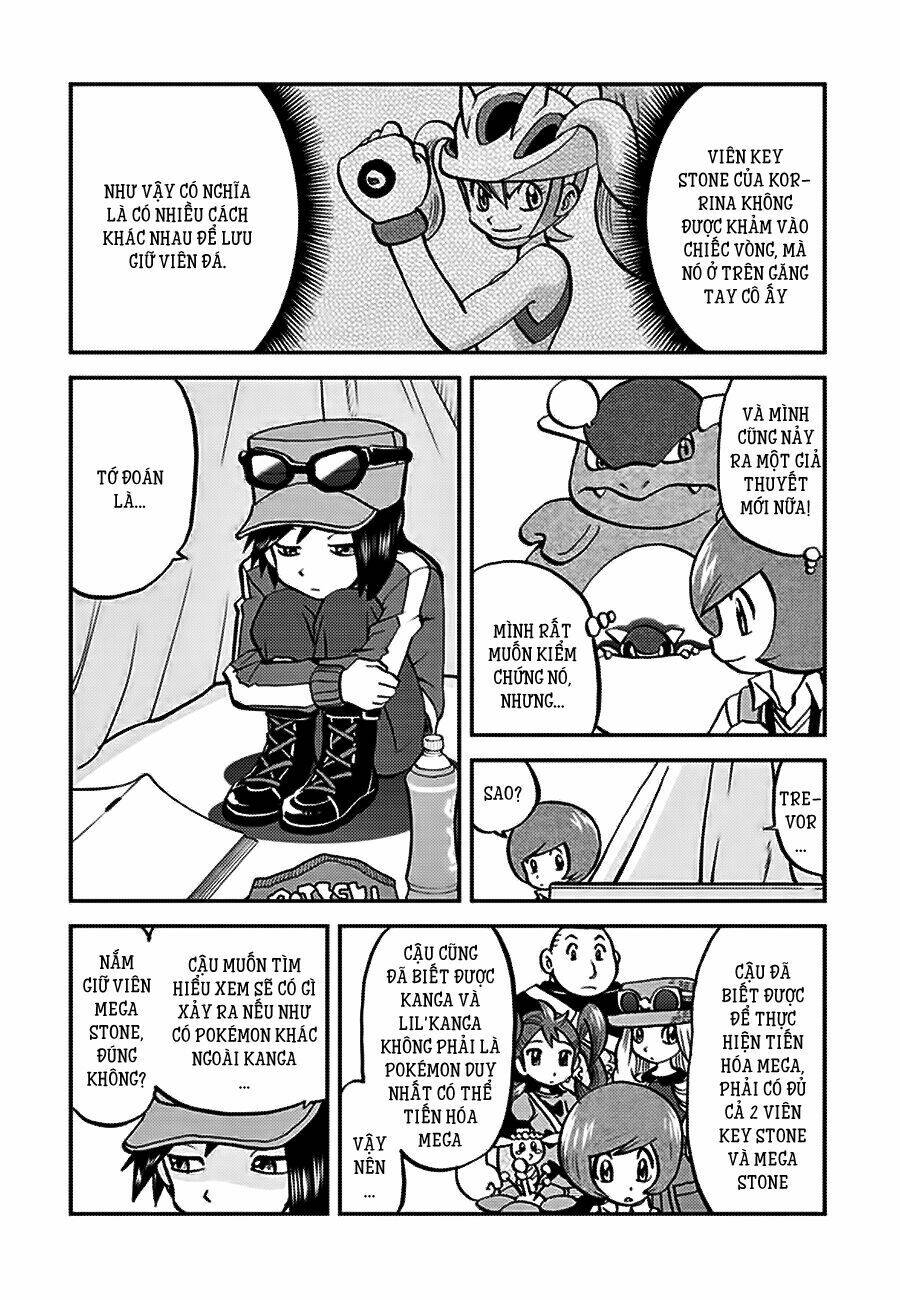 VIÊN KEY
STONE CỦA KOR-
RINA KHÔNG
ĐƯỢC KHẢM VÀO
CHIẾC VÒNG, MÀ
NÓ Ở TRÊN GĂNG
TAY CÔ ẤY
NHƯ VẬY CÓ NGHĨA
LÀ CÓ NHIỀU CÁCH
KHÁC NHAU ĐỂ LƯU
GIỮ VIÊN ĐÁ.
VÀ MÌNH
CŨNG NẢY
RA MỘT GIẢ
THUYẾT
MỚI NỮA!
MÌNH RẤT
MUỐN KIỂM
CHỨNG NÓ,
NHƯNG...
TRE-
VOR
...
SAO?
TỚ ĐOÁN
LÀ...
CẬU ĐÃ
BIẾT ĐƯỢC
ĐỂ THỰC
HIỆN TIẾN
HÓA MEGA,
PHẢI CÓ ĐỦ
CẢ 2 VIÊN
KEY STONE
VÀ MEGA
STONE
CẬU CŨNG
ĐÃ BIẾT ĐƯỢC
KANGA VÀ
LIL'KANGA
KHÔNG PHẢI LÀ
POKÉMON DUY
NHẤT CÓ THỂ
TIẾN HÓA
MEGA
VẬY
NÊN
...
CẬU MUỐN TÌM
HIỂU XEM SẼ CÓ GÌ
XẢY RA NẾU NHƯ
CÓ POKÉMON KHÁC
NGOÀI KANGA
...
NẮM
GIỮ VIÊN
MEGA
STONE,
ĐÚNG
KHÔNG?